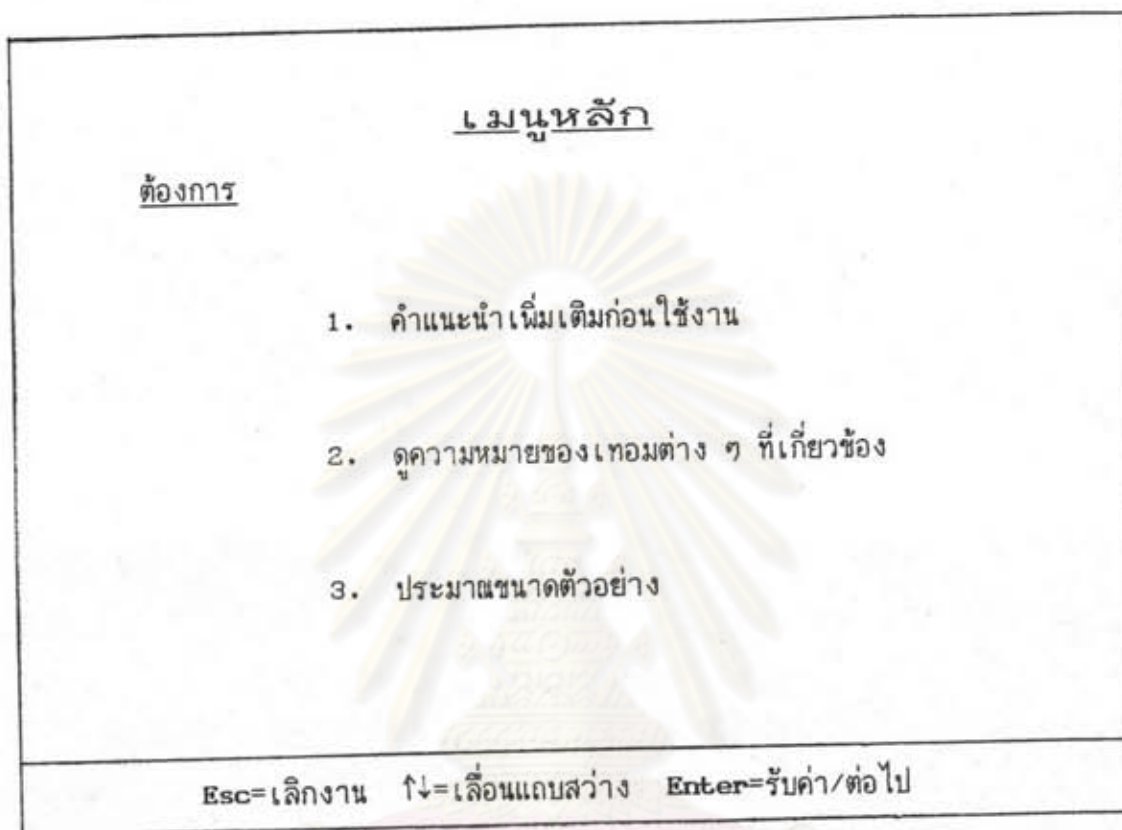 เมนูหลัก
ต้องการ
1. คำแนะนำเพิ่มเติมก่อนใช้งาน
2. ดูความหมายของเทอมต่าง ๆ ที่เกี่ยวข้อง
3. ประมาณขนาดตัวอย่าง
Esc=เลิกงาน ↑↓=เลื่อนแถบสว่าง Enter=รับค่า/ต่อไป